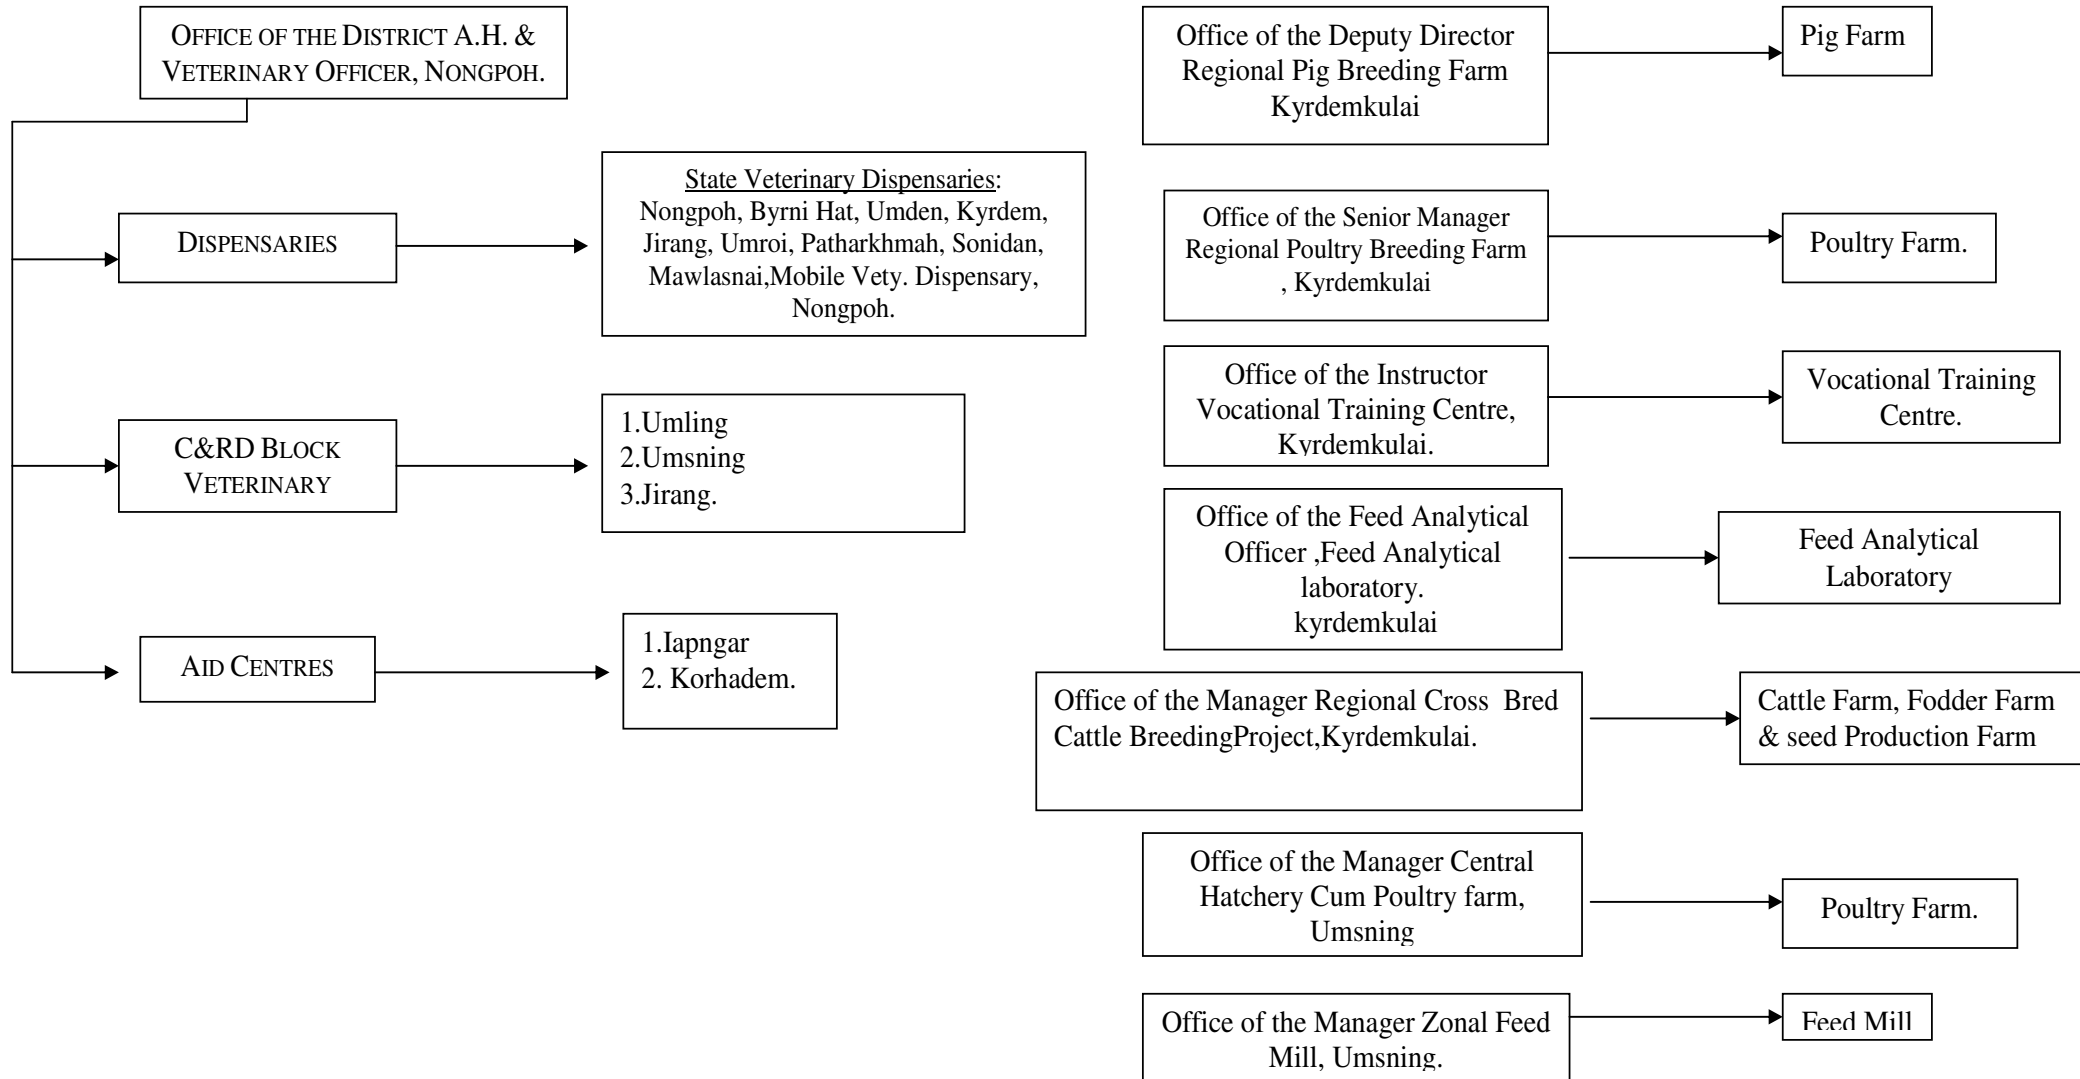 OFFICE OF THE DISTRICT A.H. &
VETERINARY OFFICER, NONGPOH.
DISPENSARIES
State Veterinary Dispensaries:
Nongpoh, Byrni Hat, Umden, Kyrdem,
Jirang, Umroi, Patharkhmah, Sonidan,
Mawlasnai,Mobile Vety. Dispensary,
Nongpoh.
C&RD BLOCK
VETERINARY
1.Umling
2.Umsning
3.Jirang.
AID CENTRES
1.Iapngar
2. Korhadem.
Office of the Deputy Director
Regional Pig Breeding Farm
Kyrdemkulai
Pig Farm
Office of the Senior Manager
Regional Poultry Breeding Farm
, Kyrdemkulai
Poultry Farm.
Office of the Instructor
Vocational Training Centre,
Kyrdemkulai.
Vocational Training
Centre.
Office of the Feed Analytical
Officer ,Feed Analytical
laboratory.
kyrdemkulai
Feed Analytical
Laboratory
Office of the Manager Regional Cross Bred
Cattle BreedingProject,Kyrdemkulai.
Cattle Farm, Fodder Farm
& seed Production Farm
Office of the Manager Central
Hatchery Cum Poultry farm,
Umsning
Poultry Farm.
Office of the Manager Zonal Feed
Mill, Umsning.
Feed Mill